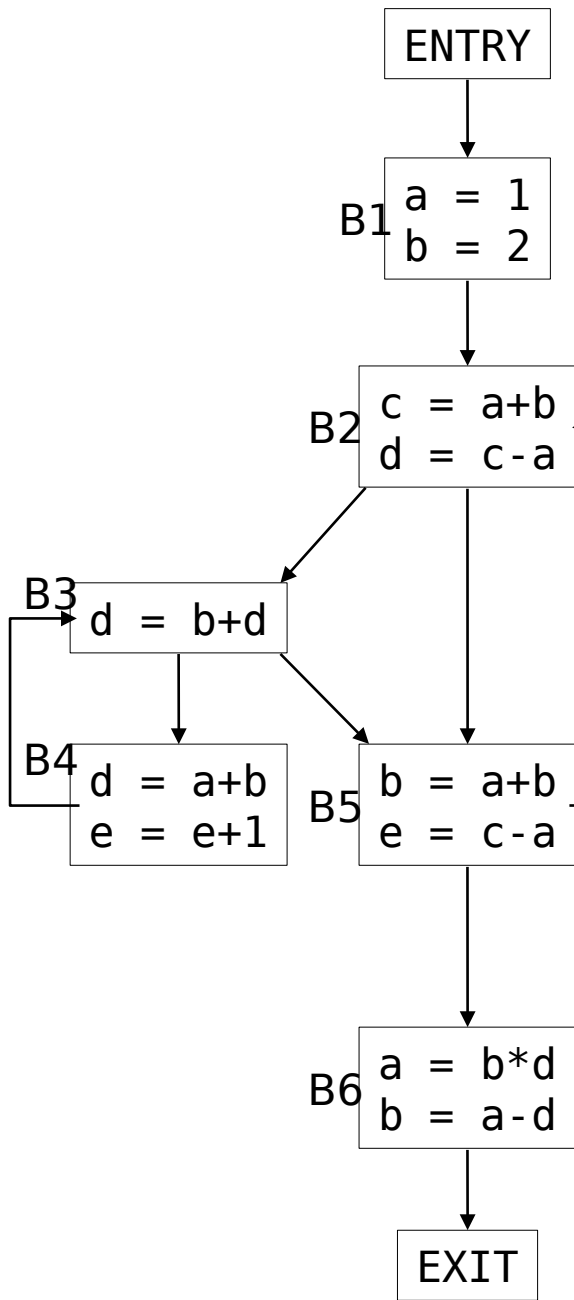 ENTRY
B1
a = 1
b = 2
B2
c = a+b
d = c-a
B3
d = b+d
B4
d = a+b
e = e+1
B5
b = a+b
e = c-a
B6
a = b*d
b = a-d
EXIT